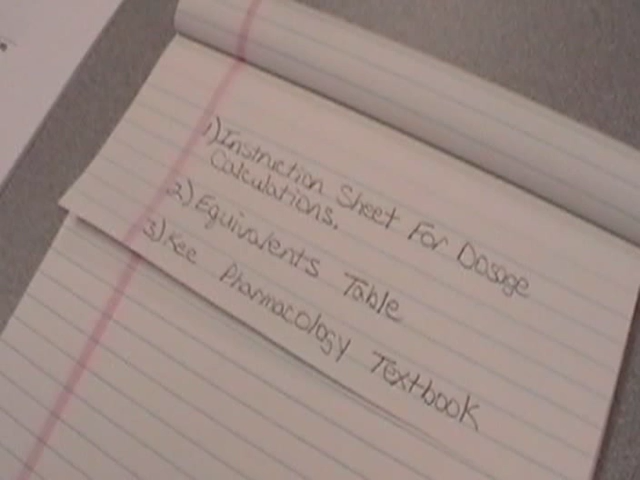 1) Instruction Sheet For Dosage
Calculations.
2) Equivalents Table
3) Kee Pharmacology Textbook